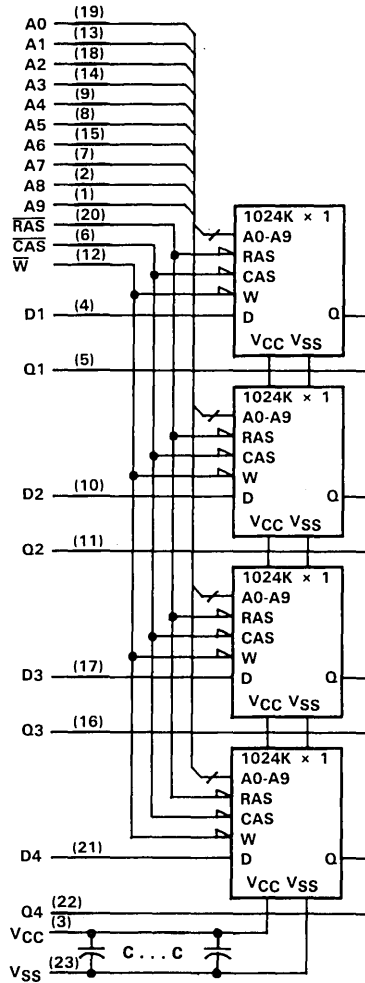 A0 (19)
A1 (13)
A2 (18)
A3 (14)
A4 (9)
A5 (8)
A6 (15)
A7 (7)
A8 (2)
A9 (1)
RAS (20)
CAS (6)
W (12)
D1 (4)
Q1 (5)
1024K × 1
A0-A9
RAS
CAS
W
D Q
VCC VSS
1024K × 1
A0-A9
RAS
CAS
W
D2 (10) D Q
VCC VSS
Q2 (11)
1024K × 1
A0-A9
RAS
CAS
W
D3 (17) D Q
VCC VSS
Q3 (16)
1024K × 1
A0-A9
RAS
CAS
W
D4 (21) D Q
VCC VSS
Q4 (22)
VCC (3)
C...C
VSS (23)